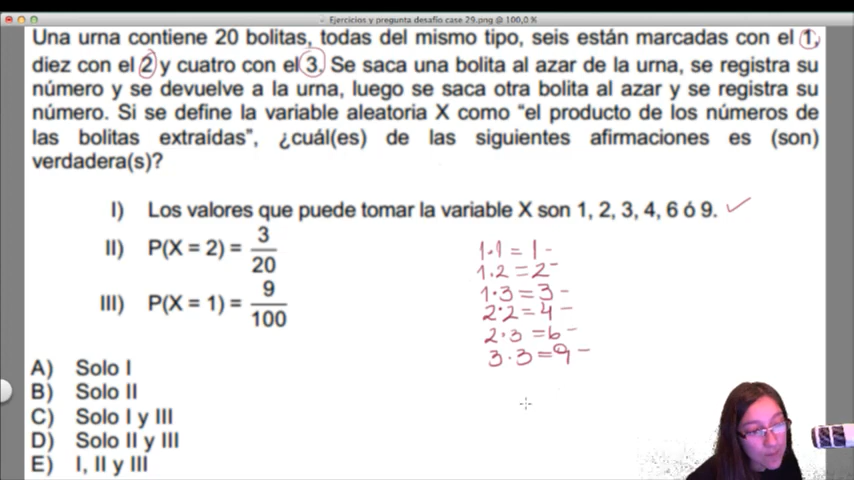 Ejercicios y pregunta desafío case 29.png @ 100,0 %
Una urna contiene 20 bolitas, todas del mismo tipo, seis están marcadas con el 1,
diez con el 2 y cuatro con el 3. Se saca una bolita al azar de la urna, se registra su
número y se devuelve a la urna, luego se saca otra bolita al azar y se registra su
número. Si se define la variable aleatoria X como “el producto de los números de
las bolitas extraídas”, ¿cuál(es) de las siguientes afirmaciones es (son)
verdadera(s)?
I) Los valores que puede tomar la variable X son 1, 2, 3, 4, 6 ó 9. ✓
II) P(X = 2) = 3/20
III) P(X = 1) = 9/100
1·1 = 1 -
1·2 = 2 -
1·3 = 3 -
2·2 = 4 -
2·3 = 6 -
3·3 = 9 -
A) Solo I
B) Solo II
C) Solo I y III
D) Solo II y III
E) I, II y III